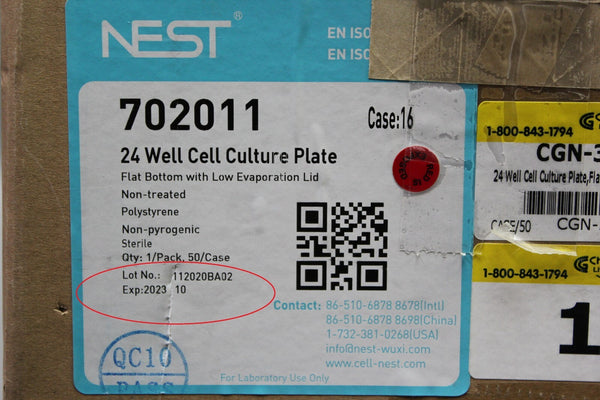 NEST
EN ISO
EN ISO
702011
Case:16
24 Well Cell Culture Plate
Flat Bottom with Low Evaporation Lid
Non-treated
Polystyrene
Non-pyrogenic
Sterile
Qty: 1/Pack, 50/Case
Lot No.: 112020BA02
Exp:2023 10
Contact: 86-510-6878 8678(Intl)
86-510-6878 8698(China)
1-732-381-0268(USA)
info@nest-wuxi.com
www.cell-nest.com
For Laboratory Use Only
QC10
PASS
1-800-843-1794
CGN-3
24 Well Cell Culture Plate,Fla
CASE/50 CGN-
1-800-843-1794
1